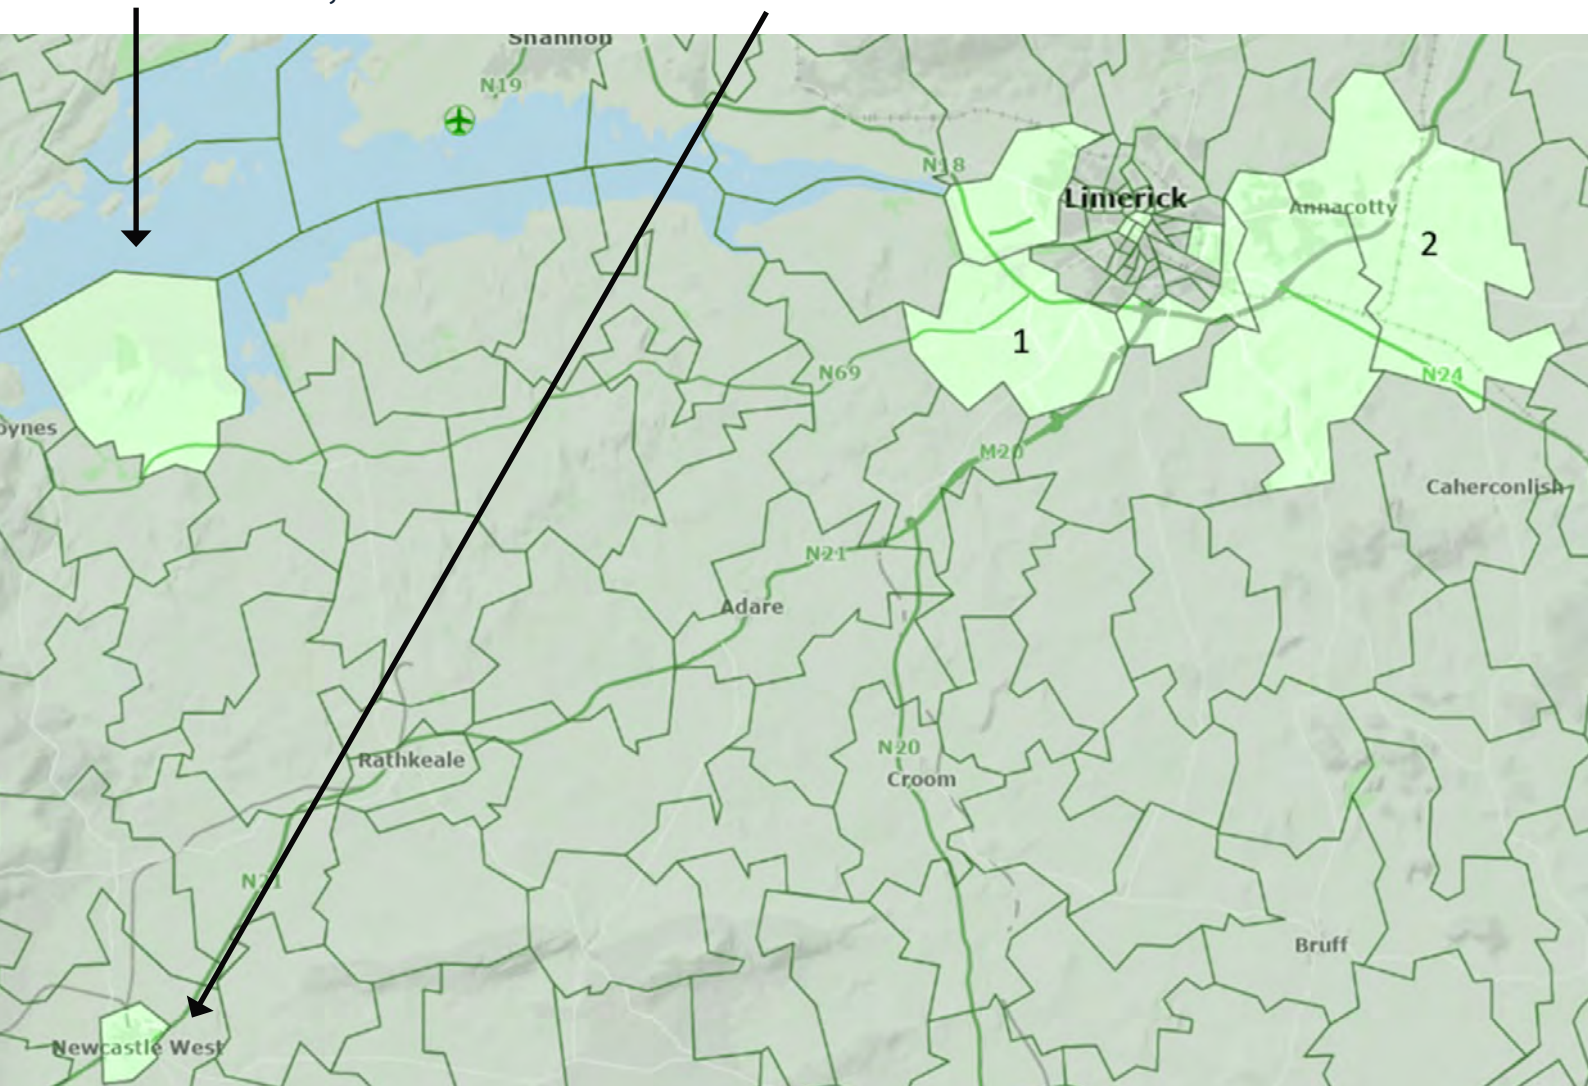 Shannon
N19
N18
Limerick
Annacotty
2
1
N69
N24
oynes
M20
Caherconlish
N21
Adare
N20
Rathkeale
Croom
N21
Bruff
Newcastle West